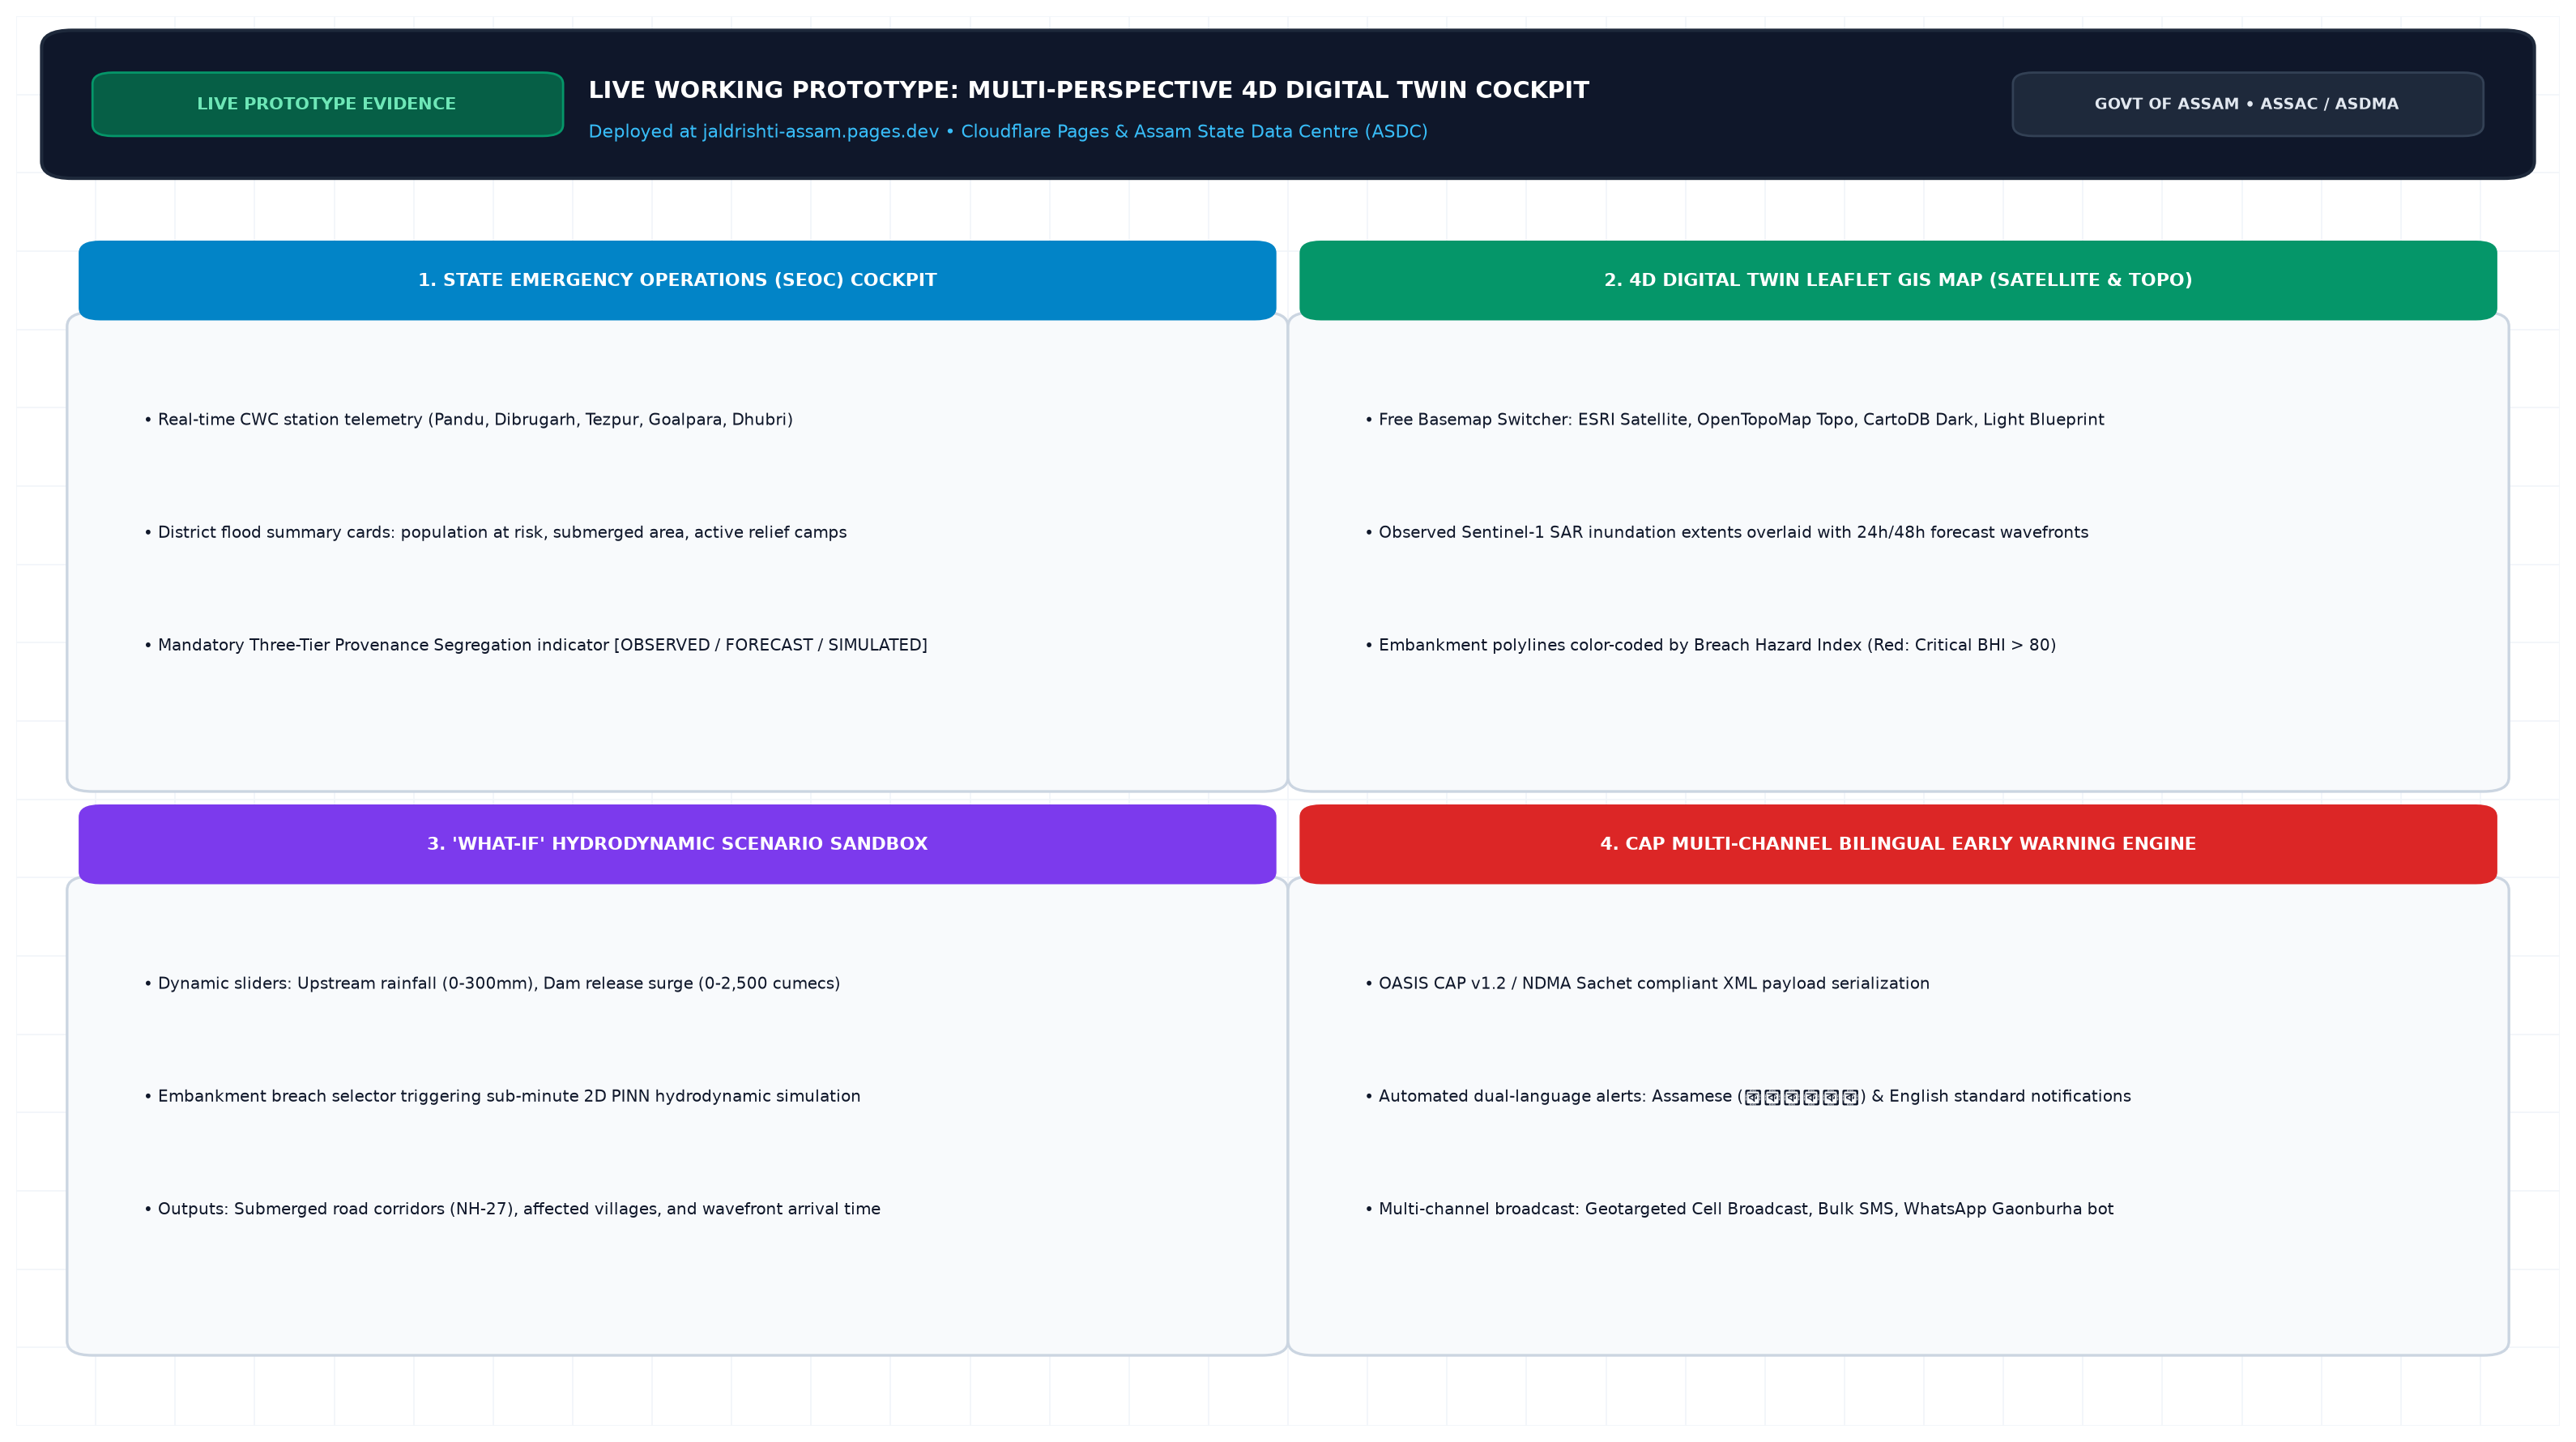 LIVE PROTOTYPE EVIDENCE
LIVE WORKING PROTOTYPE: MULTI-PERSPECTIVE 4D DIGITAL TWIN COCKPIT
Deployed at jaldrishti-assam.pages.dev • Cloudflare Pages & Assam State Data Centre (ASDC)
GOVT OF ASSAM • ASSAC / ASDMA
1. STATE EMERGENCY OPERATIONS (SEOC) COCKPIT
• Real-time CWC station telemetry (Pandu, Dibrugarh, Tezpur, Goalpara, Dhubri)
• District flood summary cards: population at risk, submerged area, active relief camps
• Mandatory Three-Tier Provenance Segregation indicator [OBSERVED / FORECAST / SIMULATED]
2. 4D DIGITAL TWIN LEAFLET GIS MAP (SATELLITE & TOPO)
• Free Basemap Switcher: ESRI Satellite, OpenTopoMap Topo, CartoDB Dark, Light Blueprint
• Observed Sentinel-1 SAR inundation extents overlaid with 24h/48h forecast wavefronts
• Embankment polylines color-coded by Breach Hazard Index (Red: Critical BHI > 80)
3. 'WHAT-IF' HYDRODYNAMIC SCENARIO SANDBOX
• Dynamic sliders: Upstream rainfall (0-300mm), Dam release surge (0-2,500 cumecs)
• Embankment breach selector triggering sub-minute 2D PINN hydrodynamic simulation
• Outputs: Submerged road corridors (NH-27), affected villages, and wavefront arrival time
4. CAP MULTI-CHANNEL BILINGUAL EARLY WARNING ENGINE
• OASIS CAP v1.2 / NDMA Sachet compliant XML payload serialization
• Automated dual-language alerts: Assamese () & English standard notifications
• Multi-channel broadcast: Geotargeted Cell Broadcast, Bulk SMS, WhatsApp Gaonburha bot